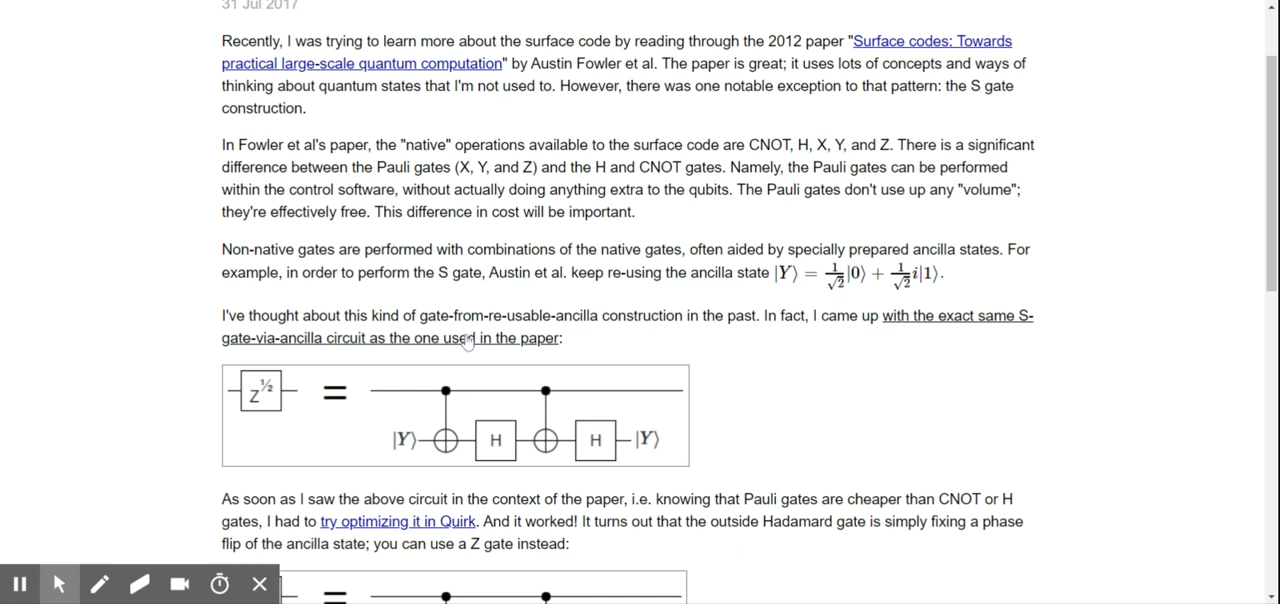 31 Jul 2017
Recently, I was trying to learn more about the surface code by reading through the 2012 paper "Surface codes: Towards
practical large-scale quantum computation" by Austin Fowler et al. The paper is great; it uses lots of concepts and ways of
thinking about quantum states that I'm not used to. However, there was one notable exception to that pattern: the S gate
construction.
In Fowler et al's paper, the "native" operations available to the surface code are CNOT, H, X, Y, and Z. There is a significant
difference between the Pauli gates (X, Y, and Z) and the H and CNOT gates. Namely, the Pauli gates can be performed
within the control software, without actually doing anything extra to the qubits. The Pauli gates don't use up any "volume";
they're effectively free. This difference in cost will be important.
Non-native gates are performed with combinations of the native gates, often aided by specially prepared ancilla states. For
example, in order to perform the S gate, Austin et al. keep re-using the ancilla state |Y⟩ = 1/√2|0⟩ + 1/√2 i|1⟩.
I've thought about this kind of gate-from-re-usable-ancilla construction in the past. In fact, I came up with the exact same S-
gate-via-ancilla circuit as the one used in the paper:
Z^½ =
|Y⟩ H H |Y⟩
As soon as I saw the above circuit in the context of the paper, i.e. knowing that Pauli gates are cheaper than CNOT or H
gates, I had to try optimizing it in Quirk. And it worked! It turns out that the outside Hadamard gate is simply fixing a phase
flip of the ancilla state; you can use a Z gate instead:
=